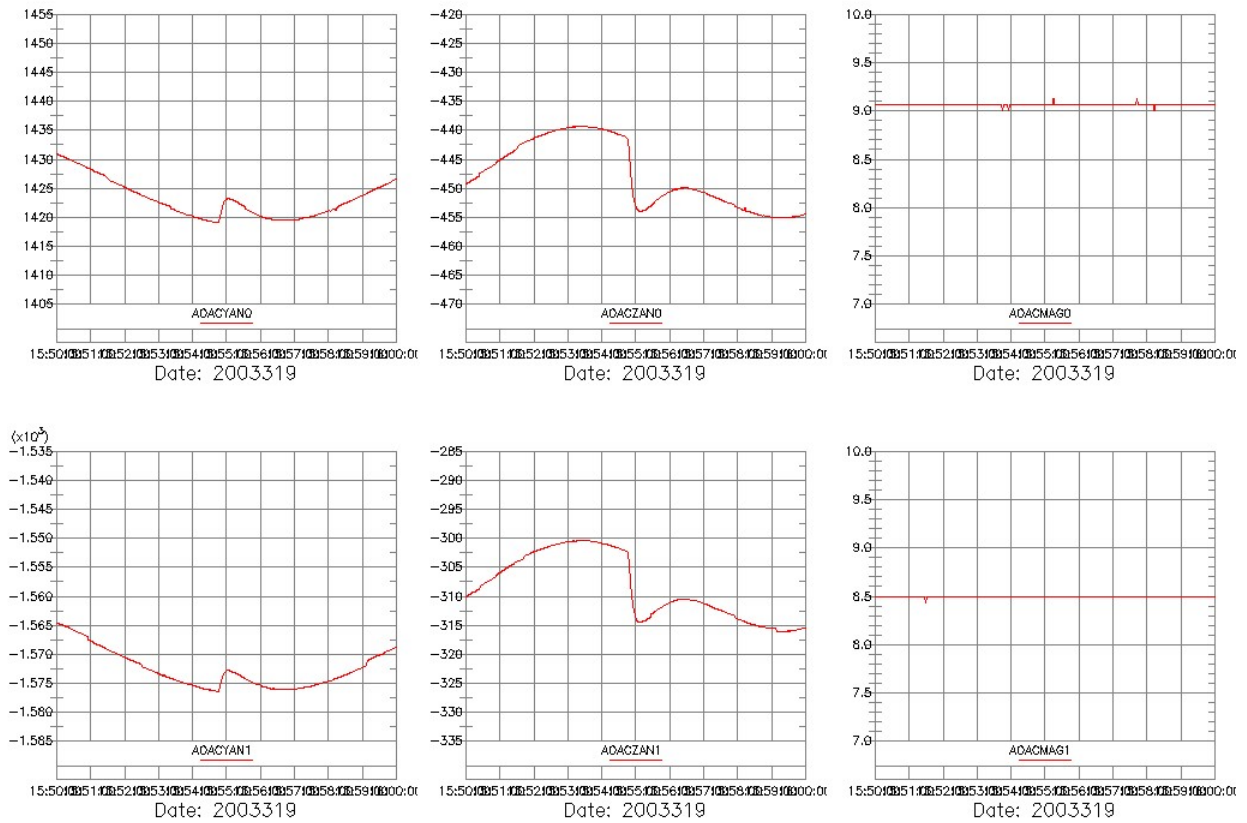 1455 -420 10.0
1450 -425
1445 -430 9.5
1440 -435
1435 -440 9.0
1430 -445 8.5
1425 -450
1420 -455 8.0
1415 -460
1410 -465 7.5
1405 -470 7.0
AOACYAN0 AOACZAN0 AOACMAG0
Date: 2003319 Date: 2003319 Date: 2003319
(x10³)
-1.535 -285 10.0
-1.540 -290
-1.545 -295 9.5
-1.550 -300 9.0
-1.555 -305
-1.560 -310 8.5
-1.565 -315
-1.570 -320 8.0
-1.575 -325
-1.580 -330 7.5
-1.585 -335 7.0
AOACYAN1 AOACZAN1 AOACMAG1
Date: 2003319 Date: 2003319 Date: 2003319